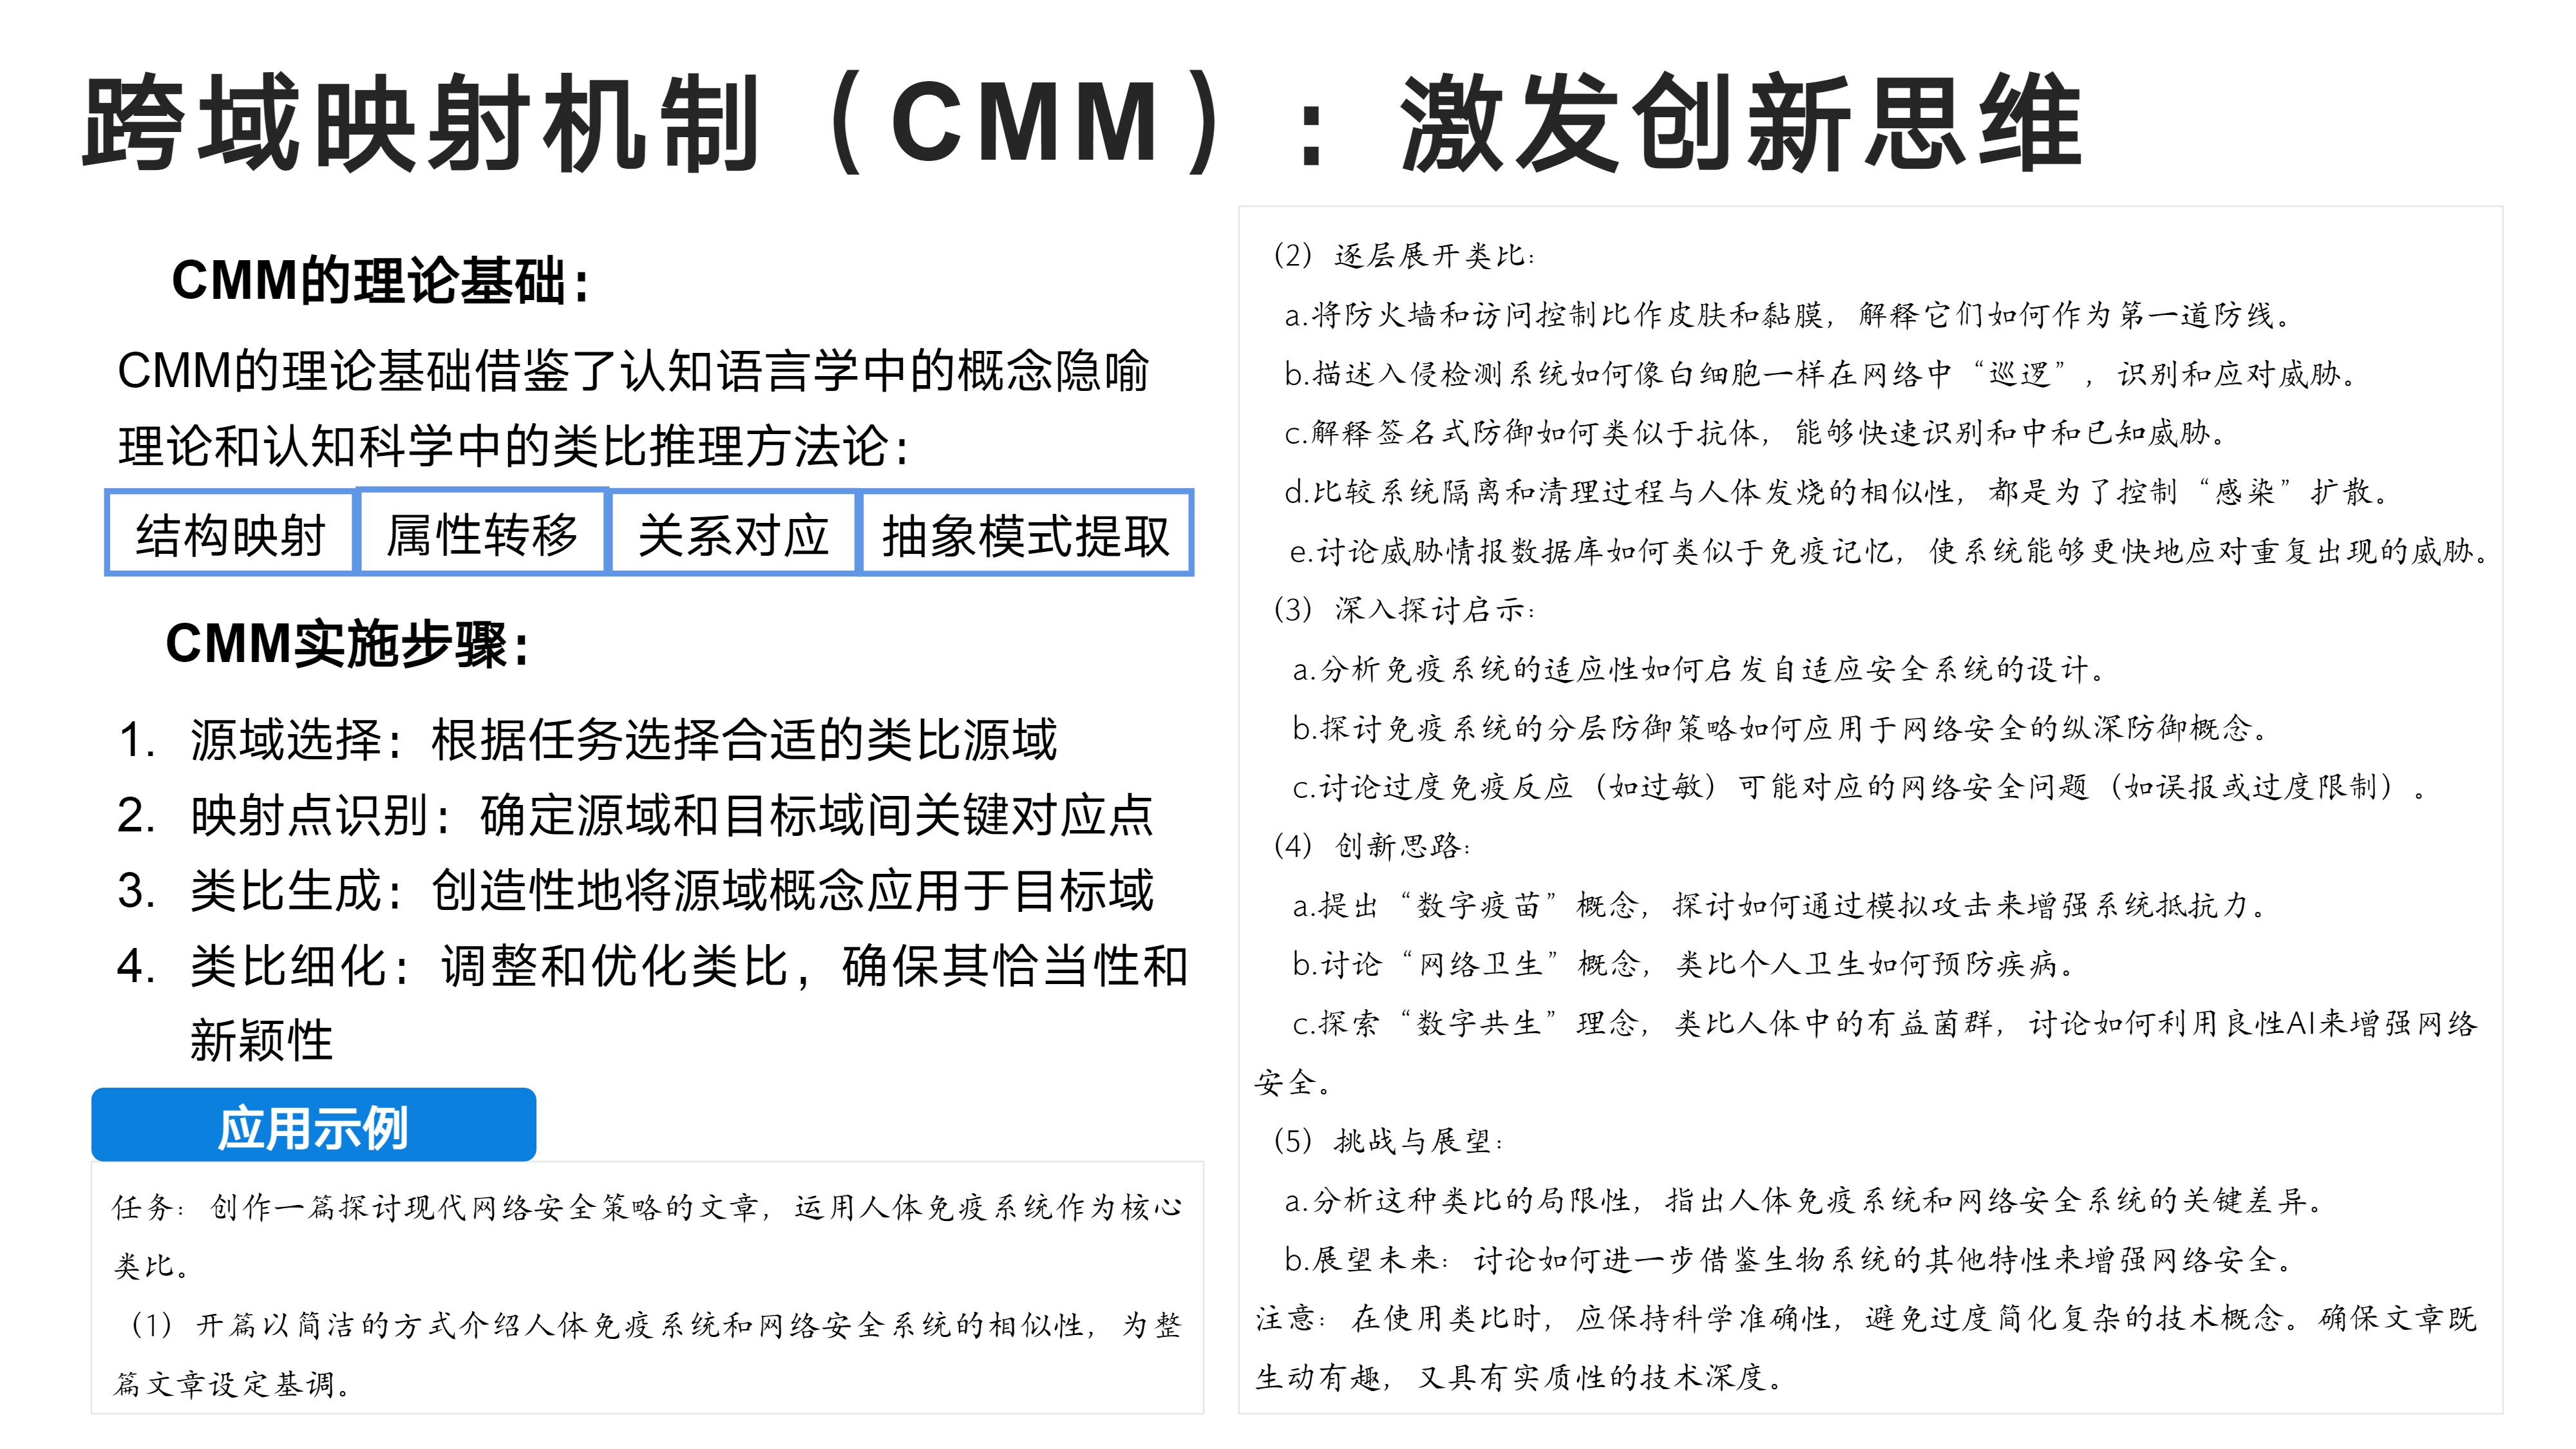 跨域映射机制（CMM）：激发创新思维
CMM的理论基础：
CMM的理论基础借鉴了认知语言学中的概念隐喻
理论和认知科学中的类比推理方法论：
结构映射
属性转移
关系对应
抽象模式提取
CMM实施步骤：
1. 源域选择：根据任务选择合适的类比源域
2. 映射点识别：确定源域和目标域间关键对应点
3. 类比生成：创造性地将源域概念应用于目标域
4. 类比细化：调整和优化类比，确保其恰当性和
新颖性
应用示例
任务：创作一篇探讨现代网络安全策略的文章，运用人体免疫系统作为核心
类比。
（1）开篇以简洁的方式介绍人体免疫系统和网络安全系统的相似性，为整
篇文章设定基调。
（2）逐层展开类比：
a.将防火墙和访问控制比作皮肤和黏膜，解释它们如何作为第一道防线。
b.描述入侵检测系统如何像白细胞一样在网络中“巡逻”，识别和应对威胁。
c.解释签名式防御如何类似于抗体，能够快速识别和中和已知威胁。
d.比较系统隔离和清理过程与人体发烧的相似性，都是为了控制“感染”扩散。
e.讨论威胁情报数据库如何类似于免疫记忆，使系统能够更快地应对重复出现的威胁。
（3）深入探讨启示：
a.分析免疫系统的适应性如何启发自适应安全系统的设计。
b.探讨免疫系统的分层防御策略如何应用于网络安全的纵深防御概念。
c.讨论过度免疫反应（如过敏）可能对应的网络安全问题（如误报或过度限制）。
（4）创新思路：
a.提出“数字疫苗”概念，探讨如何通过模拟攻击来增强系统抵抗力。
b.讨论“网络卫生”概念，类比个人卫生如何预防疾病。
c.探索“数字共生”理念，类比人体中的有益菌群，讨论如何利用良性AI来增强网络
安全。
（5）挑战与展望：
a.分析这种类比的局限性，指出人体免疫系统和网络安全系统的关键差异。
b.展望未来：讨论如何进一步借鉴生物系统的其他特性来增强网络安全。
注意：在使用类比时，应保持科学准确性，避免过度简化复杂的技术概念。确保文章既
生动有趣，又具有实质性的技术深度。